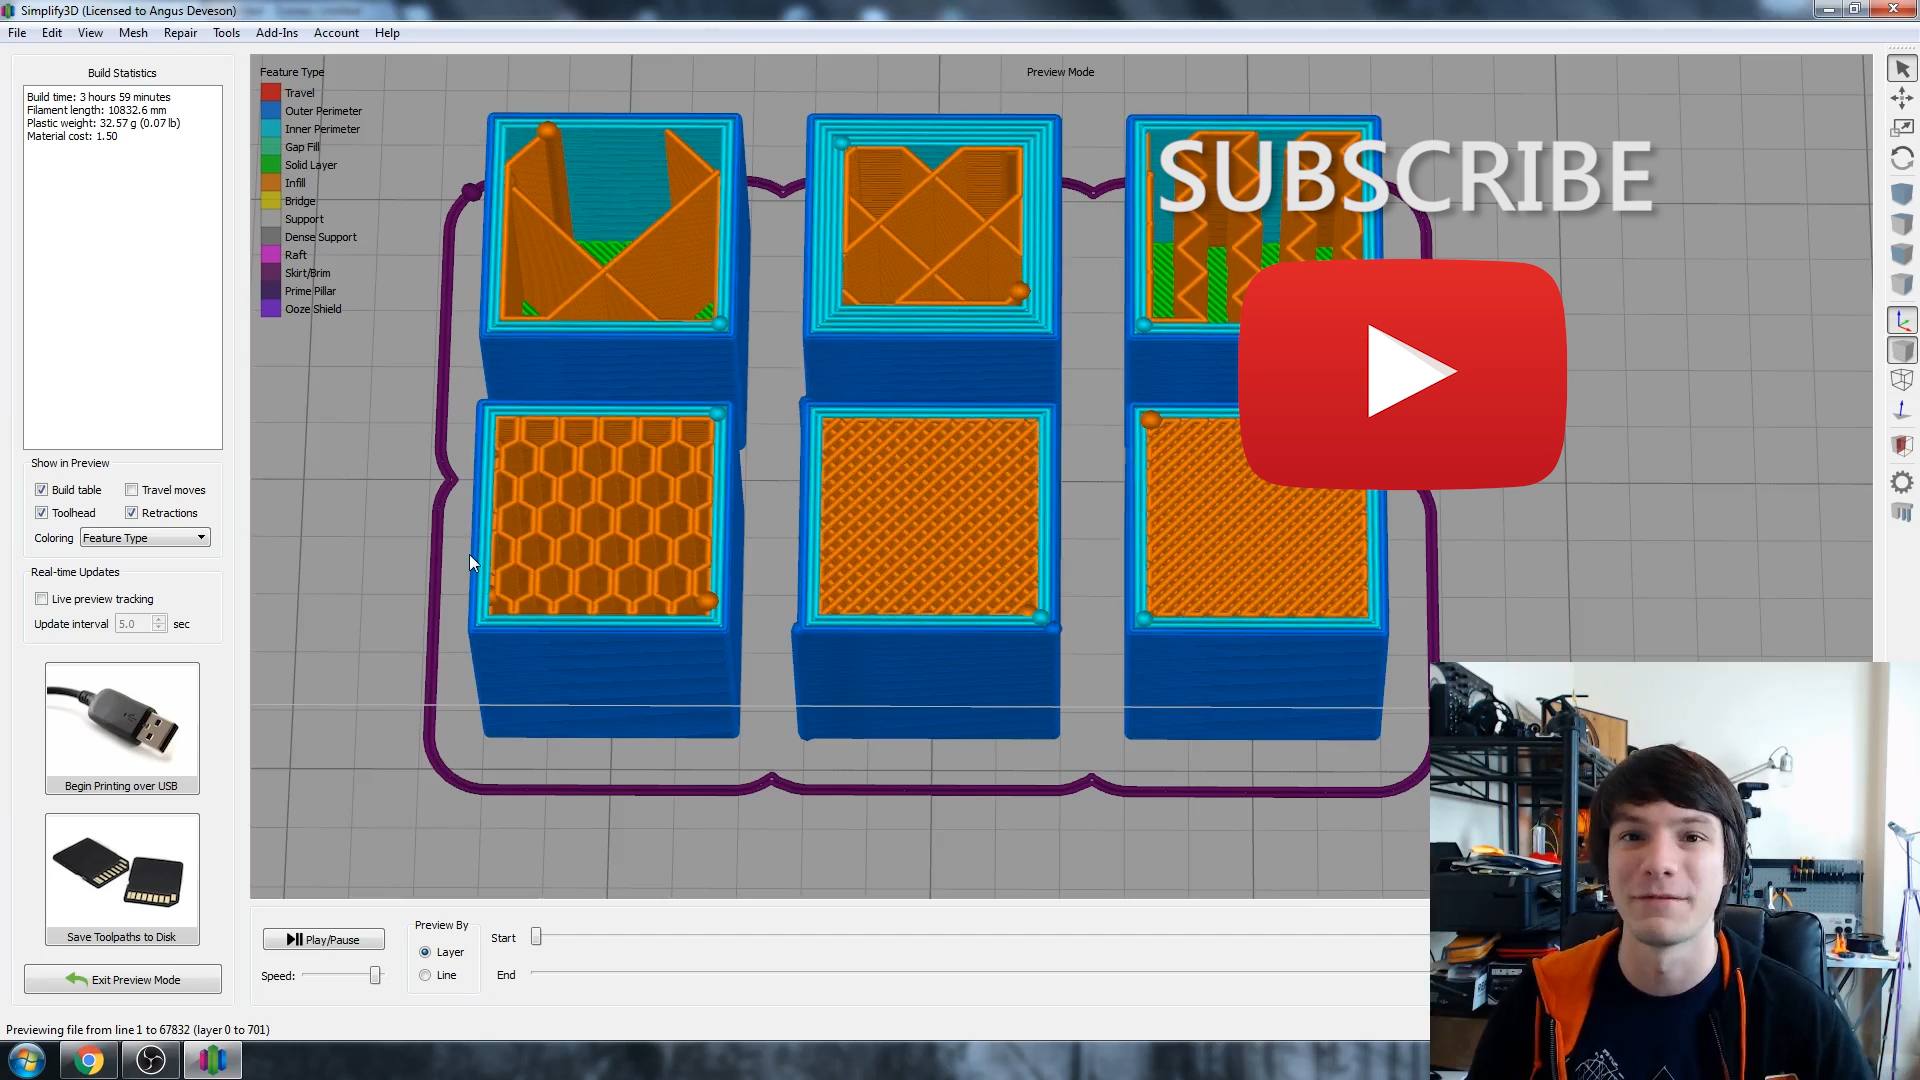 Simplify3D (Licensed to Angus Deveson)
File Edit View Mesh Repair Tools Add-Ins Account Help
Build Statistics
Build time: 3 hours 59 minutes
Filament length: 10832.6 mm
Plastic weight: 32.57 g (0.07 lb)
Material cost: 1.50
Show in Preview
Build table Travel moves
Toolhead Retractions
Coloring Feature Type
Real-time Updates
Live preview tracking
Update interval 5.0 sec
Begin Printing over USB
Save Toolpaths to Disk
Exit Preview Mode
Feature Type
Travel
Outer Perimeter
Inner Perimeter
Gap Fill
Solid Layer
Infill
Bridge
Support
Dense Support
Raft
Skirt/Brim
Prime Pillar
Ooze Shield
Preview Mode
SUBSCRIBE
Play/Pause
Speed:
Preview By
Layer
Line
Start
End
Previewing file from line 1 to 67832 (layer 0 to 701)